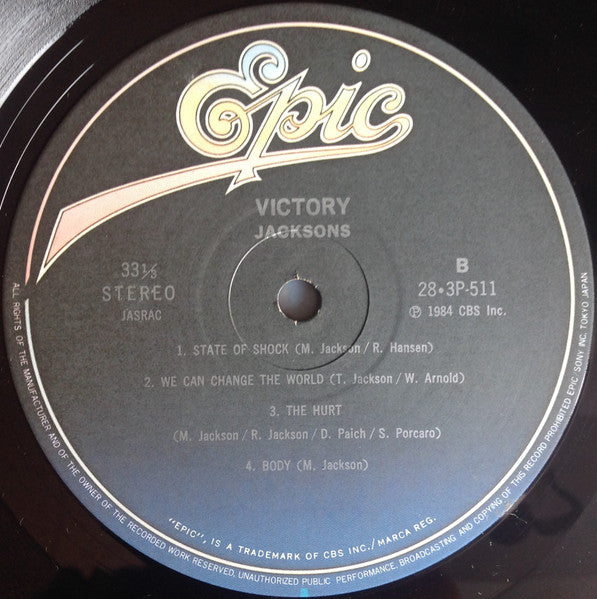 Epic
VICTORY
JACKSONS
33 1/3
STEREO
JASRAC
B
28•3P-511
Ⓟ 1984 CBS Inc.
1. STATE OF SHOCK (M. Jackson/R. Hansen)
2. WE CAN CHANGE THE WORLD (T. Jackson/W. Arnold)
3. THE HURT
(M. Jackson/R. Jackson/D. Paich/S. Porcaro)
4. BODY (M. Jackson)
"EPIC", IS A TRADEMARK OF CBS INC./MARCA REG.
ALL RIGHTS OF THE MANUFACTURER AND OF THE OWNER OF THE RECORDED WORK RESERVED. UNAUTHORIZED PUBLIC PERFORMANCE, BROADCASTING AND COPYING OF THIS RECORD PROHIBITED EPIC/SONY INC. TOKYO JAPAN